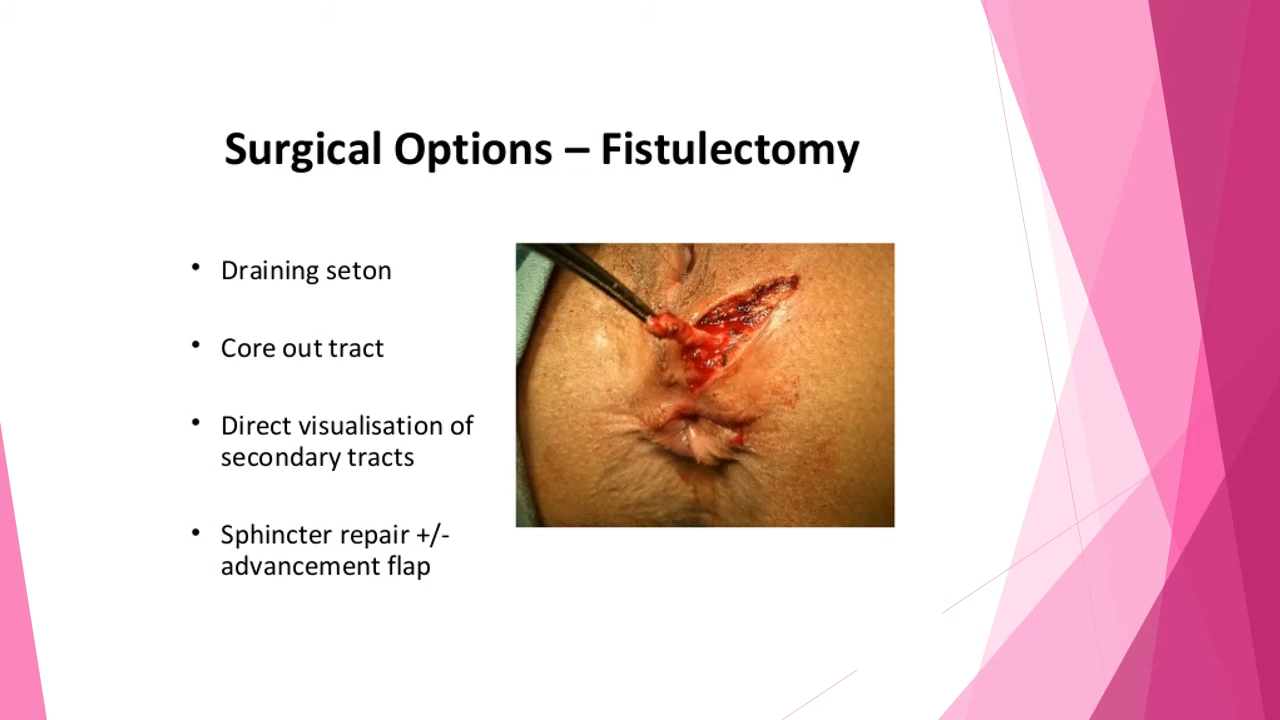 Surgical Options – Fistulectomy
• Draining seton
• Core out tract
• Direct visualisation of
secondary tracts
• Sphincter repair +/-
advancement flap